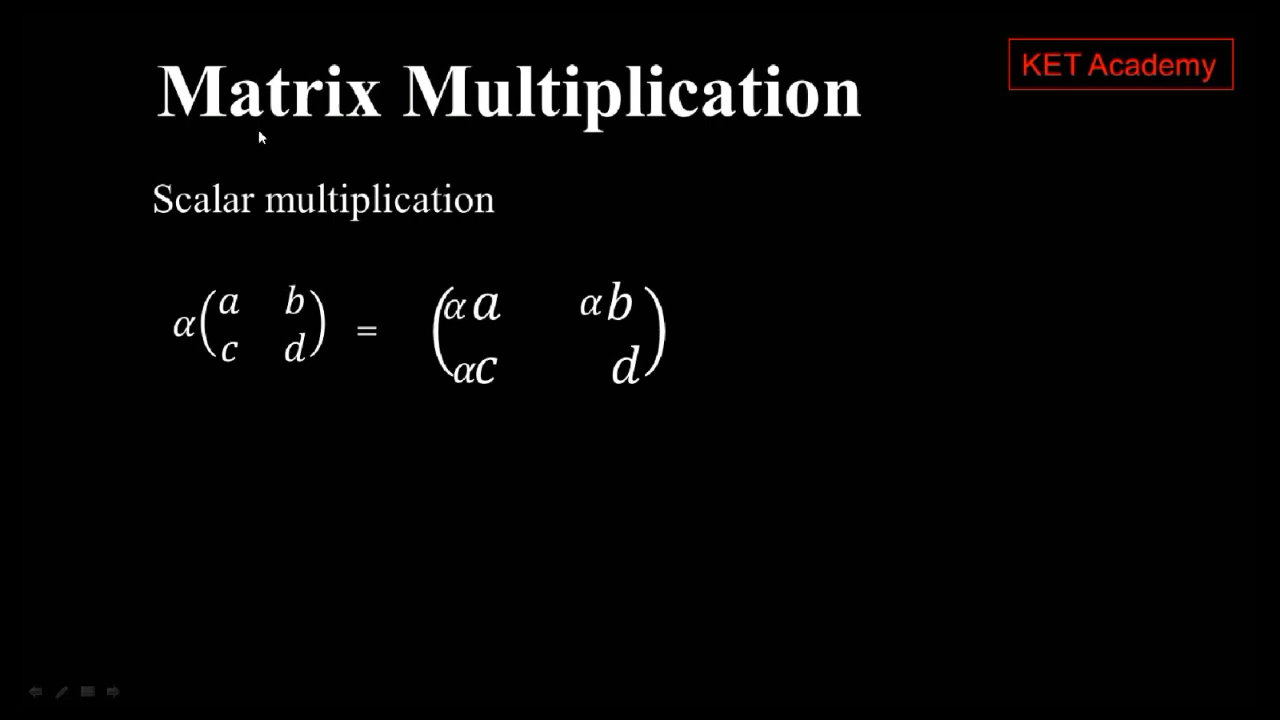 Matrix Multiplication
KET Academy
Scalar multiplication
α(a b) = (αa αb)
c d αc d